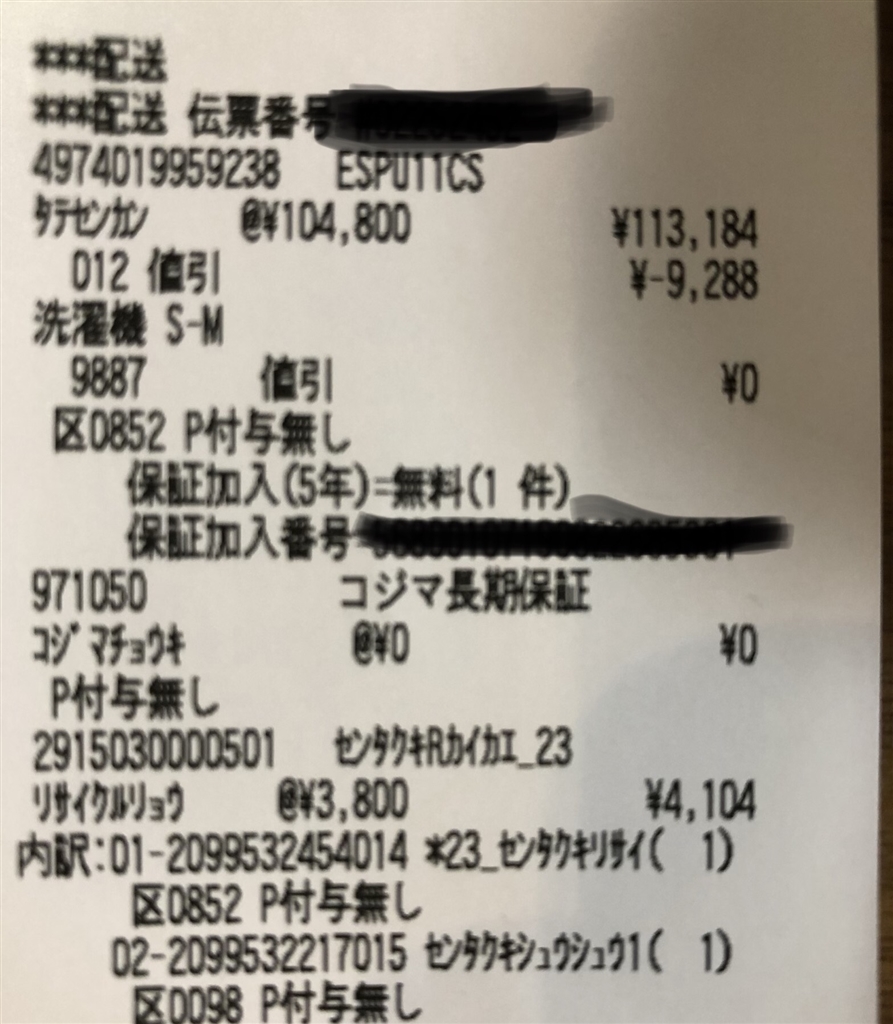 ***配送
***配送 伝票番号
4974019959238 ESPU11CS
ﾀﾃｾﾝｶﾝ @¥104,800 ¥113,184
012 値引 ¥-9,288
洗濯機 S-M
9887 値引 ¥0
区0852 P付与無し
保証加入(5年)=無料(1 件)
保証加入番号
971050 コジマ長期保証
ｺｼﾞﾏﾁｮｳｷ @¥0 ¥0
P付与無し
2915030000501 ｾﾝﾀｸｷRｶｲｶｴ_23
ﾘｻｲｸﾙﾘｮｳ @¥3,800 ¥4,104
内訳:01-2099532454014 *23_ｾﾝﾀｸｷﾘｻｲ( 1)
区0852 P付与無し
02-2099532217015 ｾﾝﾀｸｷｼｭｳｼｭｳ1( 1)
区0098 P付与無し